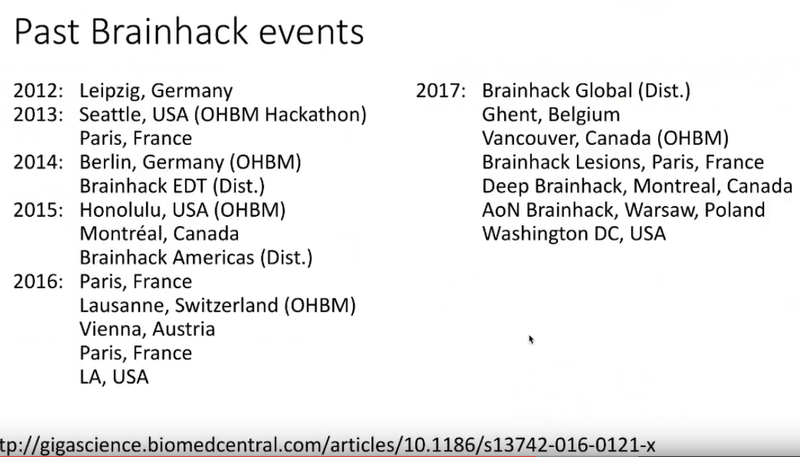 Past Brainhack events
2012: Leipzig, Germany
2013: Seattle, USA (OHBM Hackathon)
Paris, France
2014: Berlin, Germany (OHBM)
Brainhack EDT (Dist.)
2015: Honolulu, USA (OHBM)
Montréal, Canada
Brainhack Americas (Dist.)
2016: Paris, France
Lausanne, Switzerland (OHBM)
Vienna, Austria
Paris, France
LA, USA
2017: Brainhack Global (Dist.)
Ghent, Belgium
Vancouver, Canada (OHBM)
Brainhack Lesions, Paris, France
Deep Brainhack, Montreal, Canada
AoN Brainhack, Warsaw, Poland
Washington DC, USA
tp://gigascience.biomedcentral.com/articles/10.1186/s13742-016-0121-x